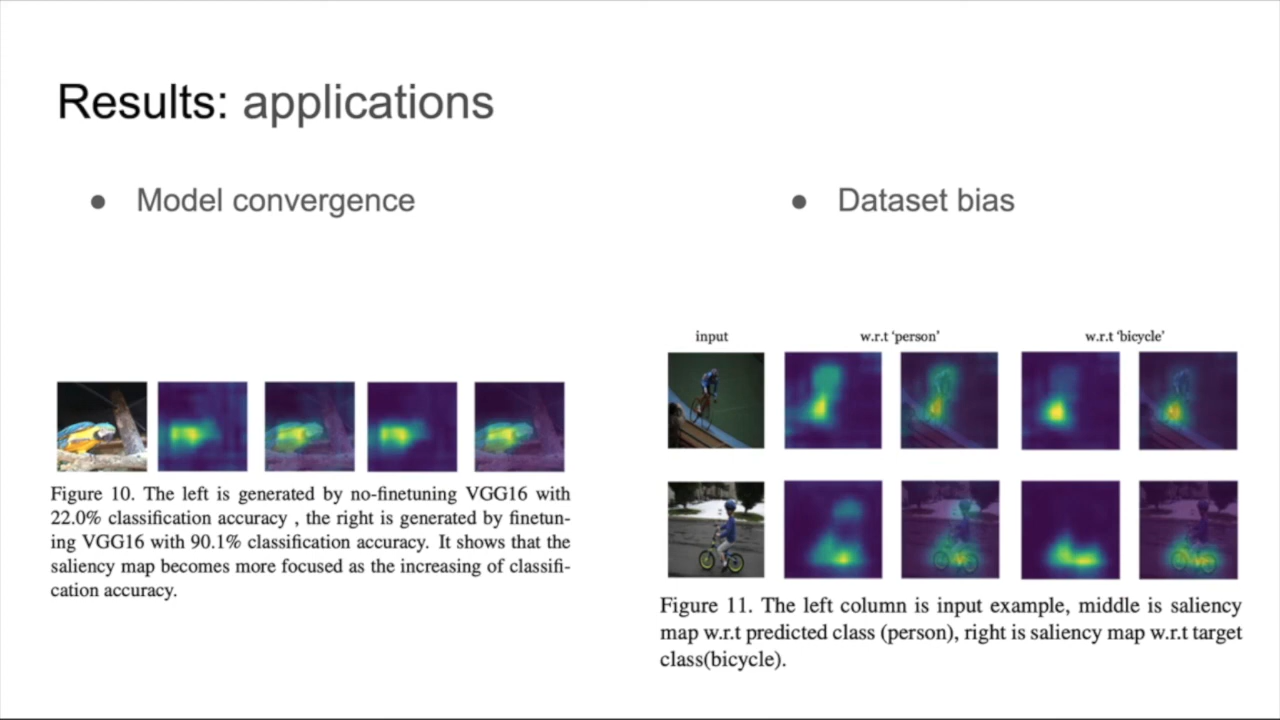 Results: applications
● Model convergence
Figure 10. The left is generated by no-finetuning VGG16 with
22.0% classification accuracy , the right is generated by finetun-
ing VGG16 with 90.1% classification accuracy. It shows that the
saliency map becomes more focused as the increasing of classifi-
cation accuracy.
● Dataset bias
input w.r.t ‘person’ w.r.t ‘bicycle’
Figure 11. The left column is input example, middle is saliency
map w.r.t predicted class (person), right is saliency map w.r.t target
class(bicycle).